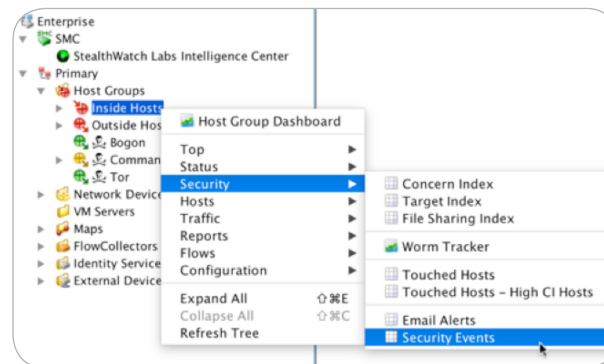 Enterprise
SMC
StealthWatch Labs Intelligence Center
Primary
Host Groups
Inside Hosts
Outside Hos
Bogon
Comman
Tor
Network Device
VM Servers
Maps
FlowCollectors
Identity Service
External Device
Host Group Dashboard
Top
Status
Security
Hosts
Traffic
Reports
Flows
Configuration
Expand All ⇧⌘E
Collapse All ⇧⌘C
Refresh Tree
Concern Index
Target Index
File Sharing Index
Worm Tracker
Touched Hosts
Touched Hosts – High CI Hosts
Email Alerts
Security Events